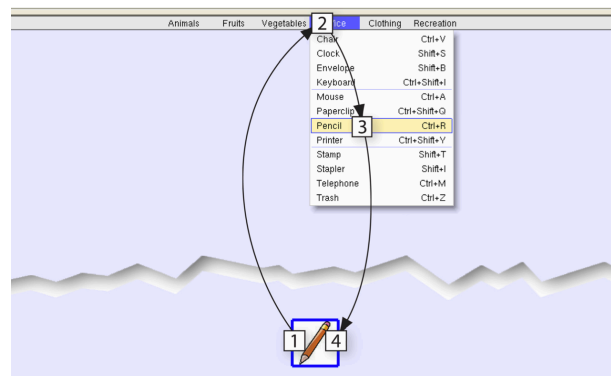 Animals Fruits Vegetables Clothing Recreation
2
Chair Ctrl+V
Clock Shift+S
Envelope Shift+B
Keyboard Ctrl+Shift+I
Mouse Ctrl+A
Paperclip Ctrl+Shift+Q
Pencil 3 Ctrl+R
Printer Ctrl+Shift+Y
Stamp Shift+T
Stapler Shift+I
Telephone Ctrl+M
Trash Ctrl+Z
1 4